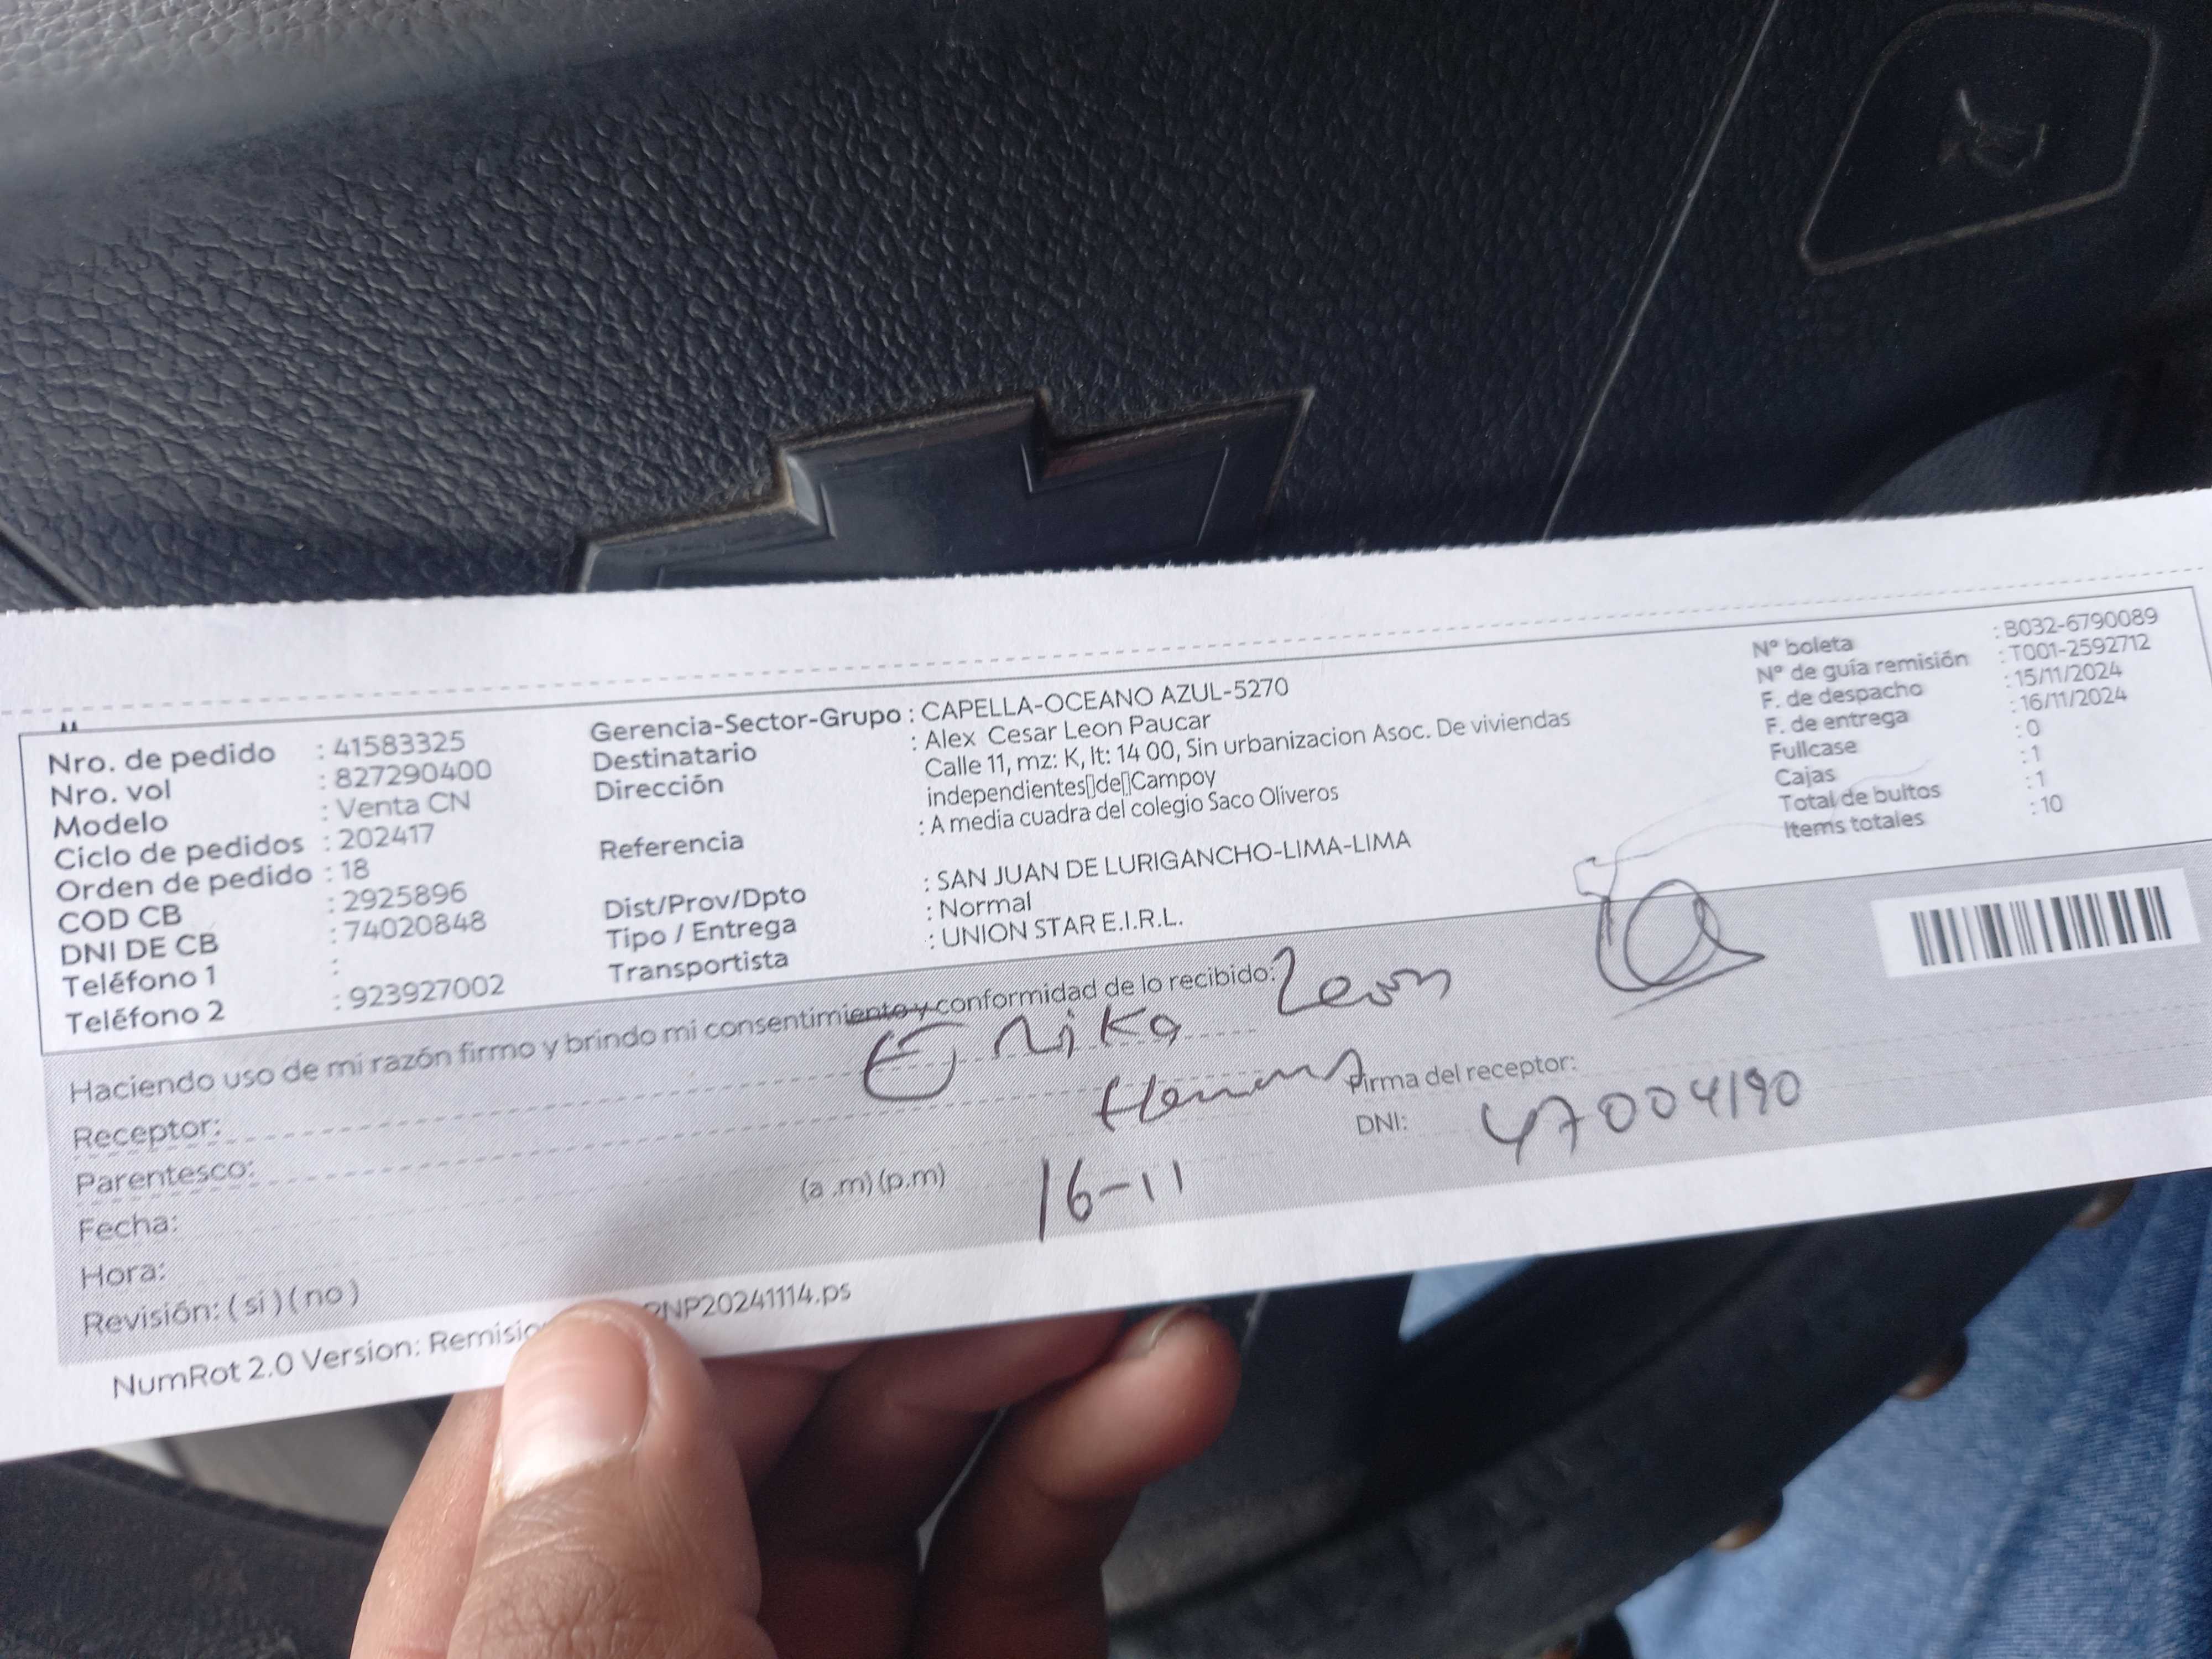 Nro. de pedido : 41583325
Nro. vol : 827290400
Modelo : Venta CN
Ciclo de pedidos : 202417
Orden de pedido : 18
COD CB : 2925896
DNI DE CB : 74020848
Teléfono 1 :
Teléfono 2 : 923927002
Gerencia-Sector-Grupo : CAPELLA-OCEANO AZUL-5270
Destinatario : Alex Cesar Leon Paucar
Dirección : Calle 11, mz: K, lt: 14 00, Sin urbanizacion Asoc. De viviendas
independientes[]de[]Campoy
Referencia : A media cuadra del colegio Saco Oliveros
Dist/Prov/Dpto : SAN JUAN DE LURIGANCHO-LIMA-LIMA
Tipo / Entrega : Normal
Transportista : UNION STAR E.I.R.L.
Nº boleta : B032-6790089
Nº de guía remisión : T001-2592712
F. de despacho : 15/11/2024
F. de entrega : 16/11/2024
Fullcase : 0
Cajas : 1
Total de bultos : 1
Items totales : 10
Haciendo uso de mi razón firmo y brindo mi consentimiento y conformidad de lo recibido:
Receptor: Erika Leon
Parentesco:
Firma del receptor:
DNI: 47004190
Fecha: 16-11
Hora: (a .m) (p.m)
Revisión: ( si ) ( no )
NumRot 2.0 Version: Remisio RNP20241114.ps